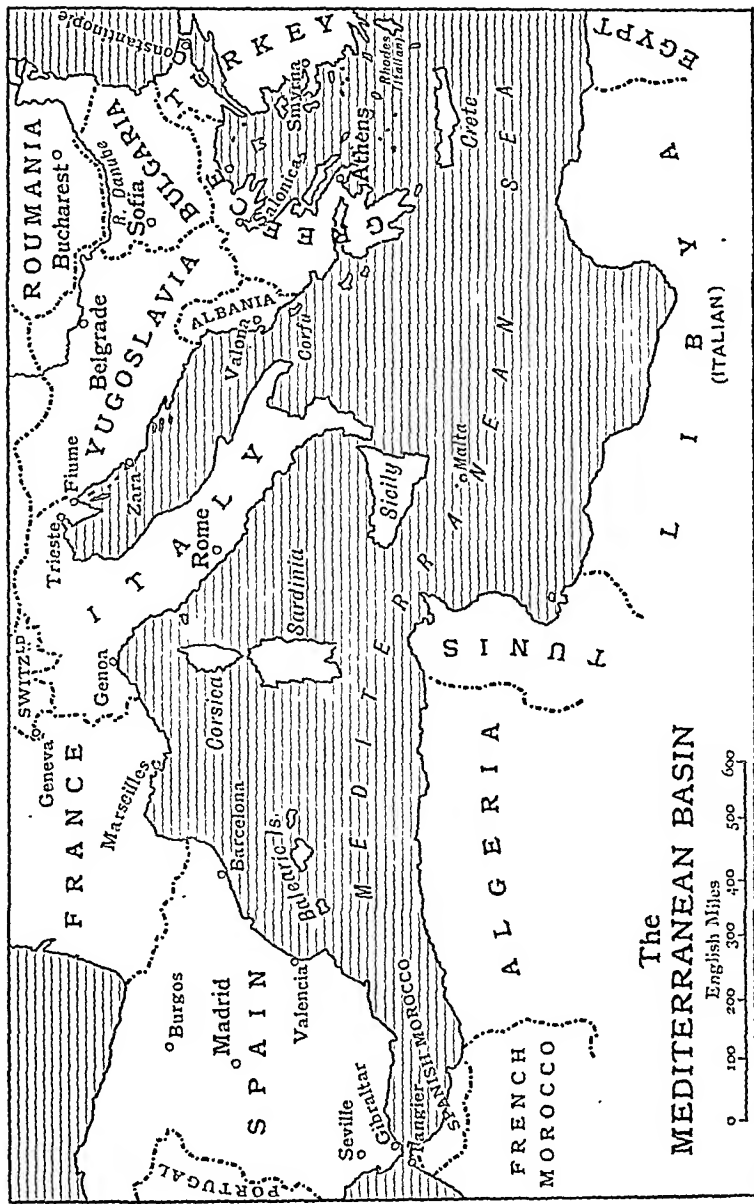 The
MEDITERRANEAN BASIN
English Miles
0 100 200 300 400 500 600
PORTUGAL
SPAIN
Burgos
Madrid
Valencia
Barcelona
Seville
Gibraltar
Tangier
SPANISH MOROCCO
FRENCH
MOROCCO
ALGERIA
TUNIS
LIBYA
(ITALIAN)
EGYPT
FRANCE
Marseilles
Geneva
SWITZLD
Genoa
ITALY
Rome
Trieste
Fiume
Zara
Corsica
Sardinia
Balearic Is.
Sicily
Malta
MEDITERRANEAN SEA
YUGOSLAVIA
Belgrade
ROUMANIA
Bucharest
R. Danube
Sofia
BULGARIA
ALBANIA
Valona
Corfu
GREECE
Salonica
Athens
Crete
TURKEY
Constantinople
Smyrna
Rhodes
(Italian)